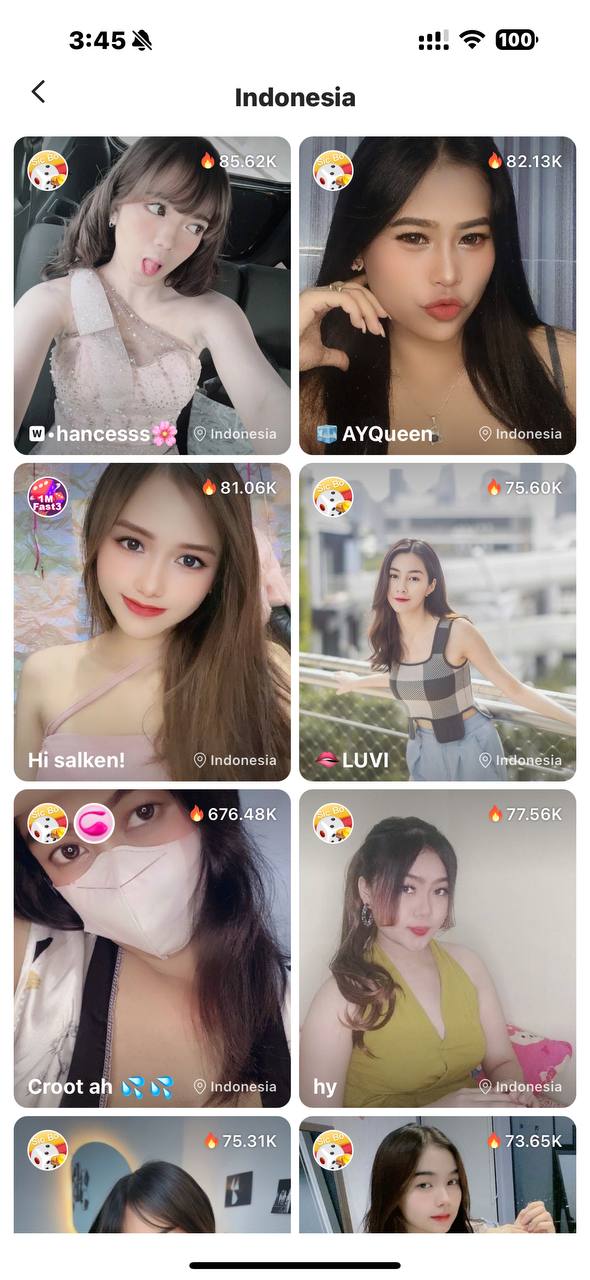 3:45
100
Indonesia
Sic Bo
85.62K
W •hancesss🌸
Indonesia
Sic Bo
82.13K
🧊 AYQueen
Indonesia
1M
Fast3
81.06K
Hi salken!
Indonesia
Sic Bo
75.60K
🫦LUVI
Indonesia
Sic Bo
676.48K
Croot ah 💦 💦
Indonesia
Sic Bo
77.56K
hy
Indonesia
Sic Bo
75.31K
Sic Bo
73.65K